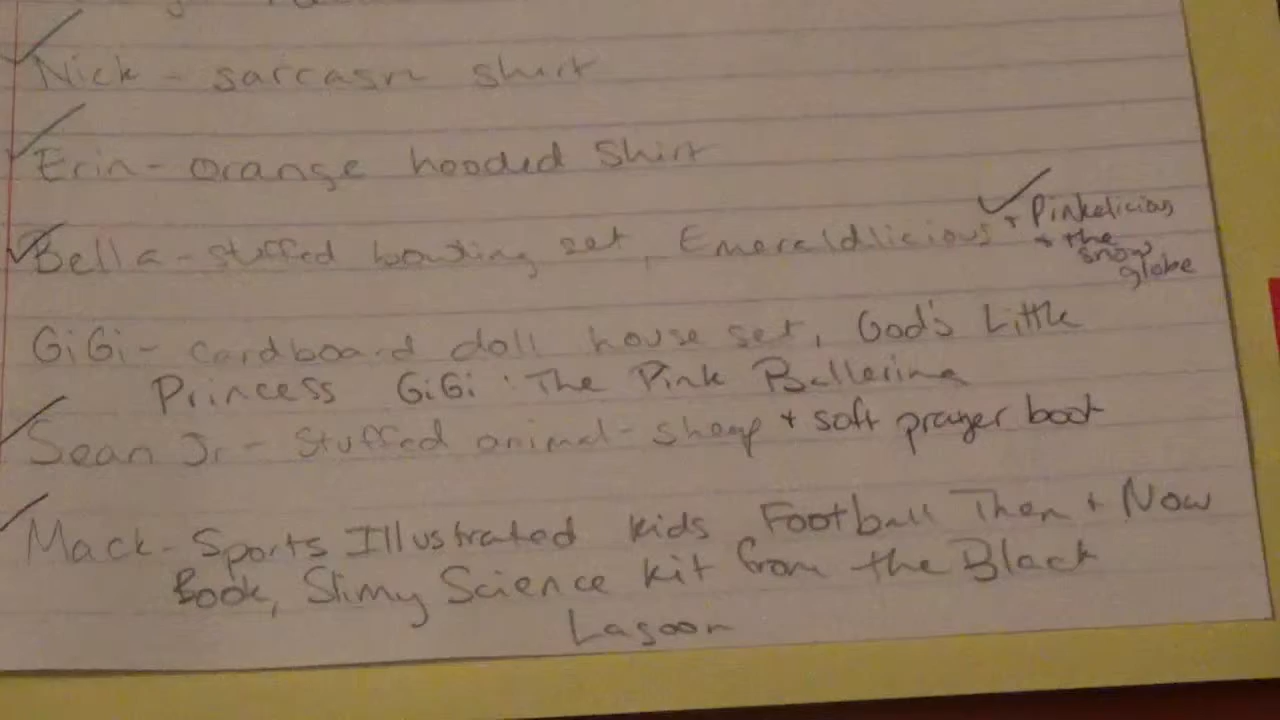 Nick - sarcasm shirt
Erin - orange hooded shirt
Bella - stuffed bowling set, Emeraldlicious + Pinkalicious
+ the
snow
globe
GiGi - cardboard doll house set, God's Little
Princess GiGi: The Pink Ballerina
Sean Jr - stuffed animal - sheep + soft prayer book
Mack - Sports Illustrated Kids Football Then + Now
Book, Slimy Science kit from the Black
Lagoon